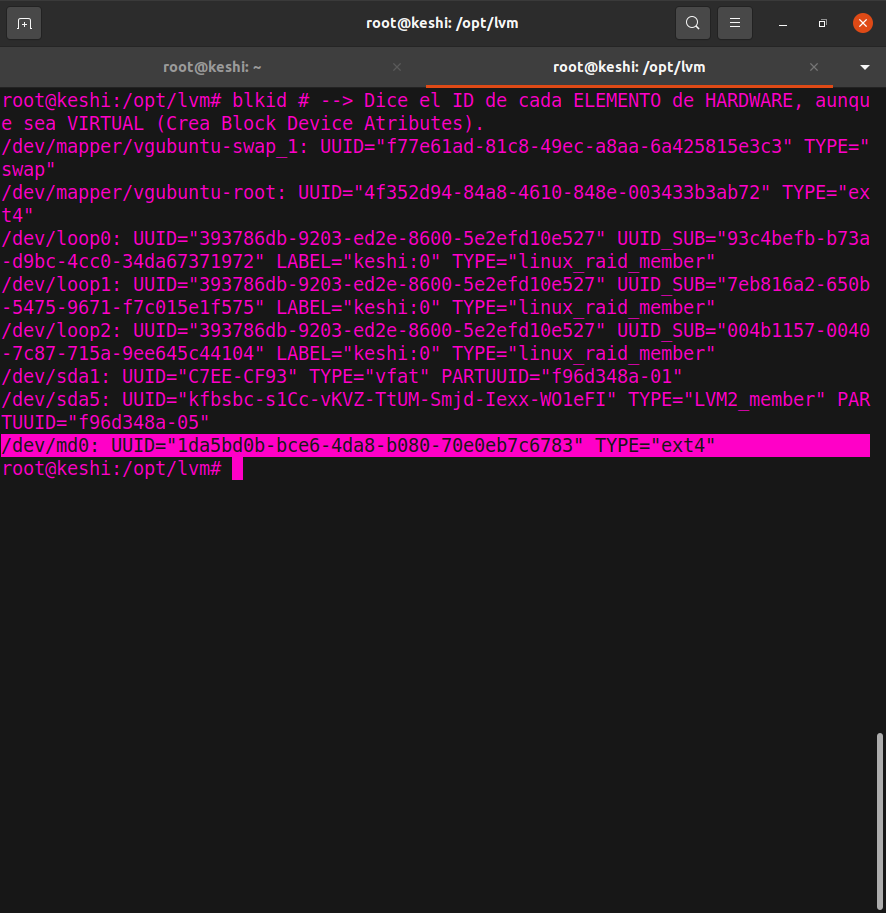 root@keshi: /opt/lvm
root@keshi: ~
root@keshi: /opt/lvm
root@keshi:/opt/lvm# blkid # --> Dice el ID de cada ELEMENTO de HARDWARE, aunqu
e sea VIRTUAL (Crea Block Device Atributes).
/dev/mapper/vgubuntu-swap_1: UUID="f77e61ad-81c8-49ec-a8aa-6a425815e3c3" TYPE="
swap"
/dev/mapper/vgubuntu-root: UUID="4f352d94-84a8-4610-848e-003433b3ab72" TYPE="ex
t4"
/dev/loop0: UUID="393786db-9203-ed2e-8600-5e2efd10e527" UUID_SUB="93c4befb-b73a
-d9bc-4cc0-34da67371972" LABEL="keshi:0" TYPE="linux_raid_member"
/dev/loop1: UUID="393786db-9203-ed2e-8600-5e2efd10e527" UUID_SUB="7eb816a2-650b
-5475-9671-f7c015e1f575" LABEL="keshi:0" TYPE="linux_raid_member"
/dev/loop2: UUID="393786db-9203-ed2e-8600-5e2efd10e527" UUID_SUB="004b1157-0040
-7c87-715a-9ee645c44104" LABEL="keshi:0" TYPE="linux_raid_member"
/dev/sda1: UUID="C7EE-CF93" TYPE="vfat" PARTUUID="f96d348a-01"
/dev/sda5: UUID="kfbsbc-s1Cc-vKVZ-TtUM-Smjd-Iexx-WO1eFI" TYPE="LVM2_member" PAR
TUUID="f96d348a-05"
/dev/md0: UUID="1da5bd0b-bce6-4da8-b080-70e0eb7c6783" TYPE="ext4"
root@keshi:/opt/lvm#